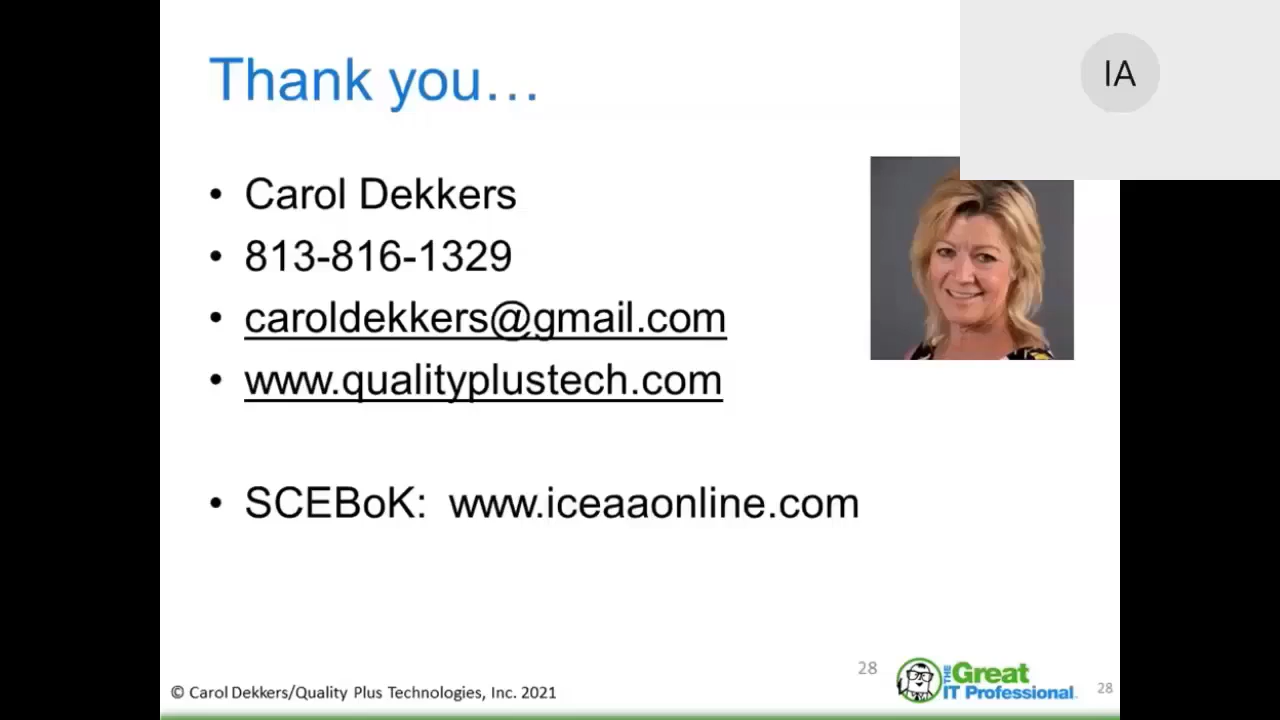 Thank you…
IA
• Carol Dekkers
• 813-816-1329
• caroldekkers@gmail.com
• www.qualityplustech.com
• SCEBoK: www.iceaaonline.com
28
© Carol Dekkers/Quality Plus Technologies, Inc. 2021
THE Great
IT Professional
28